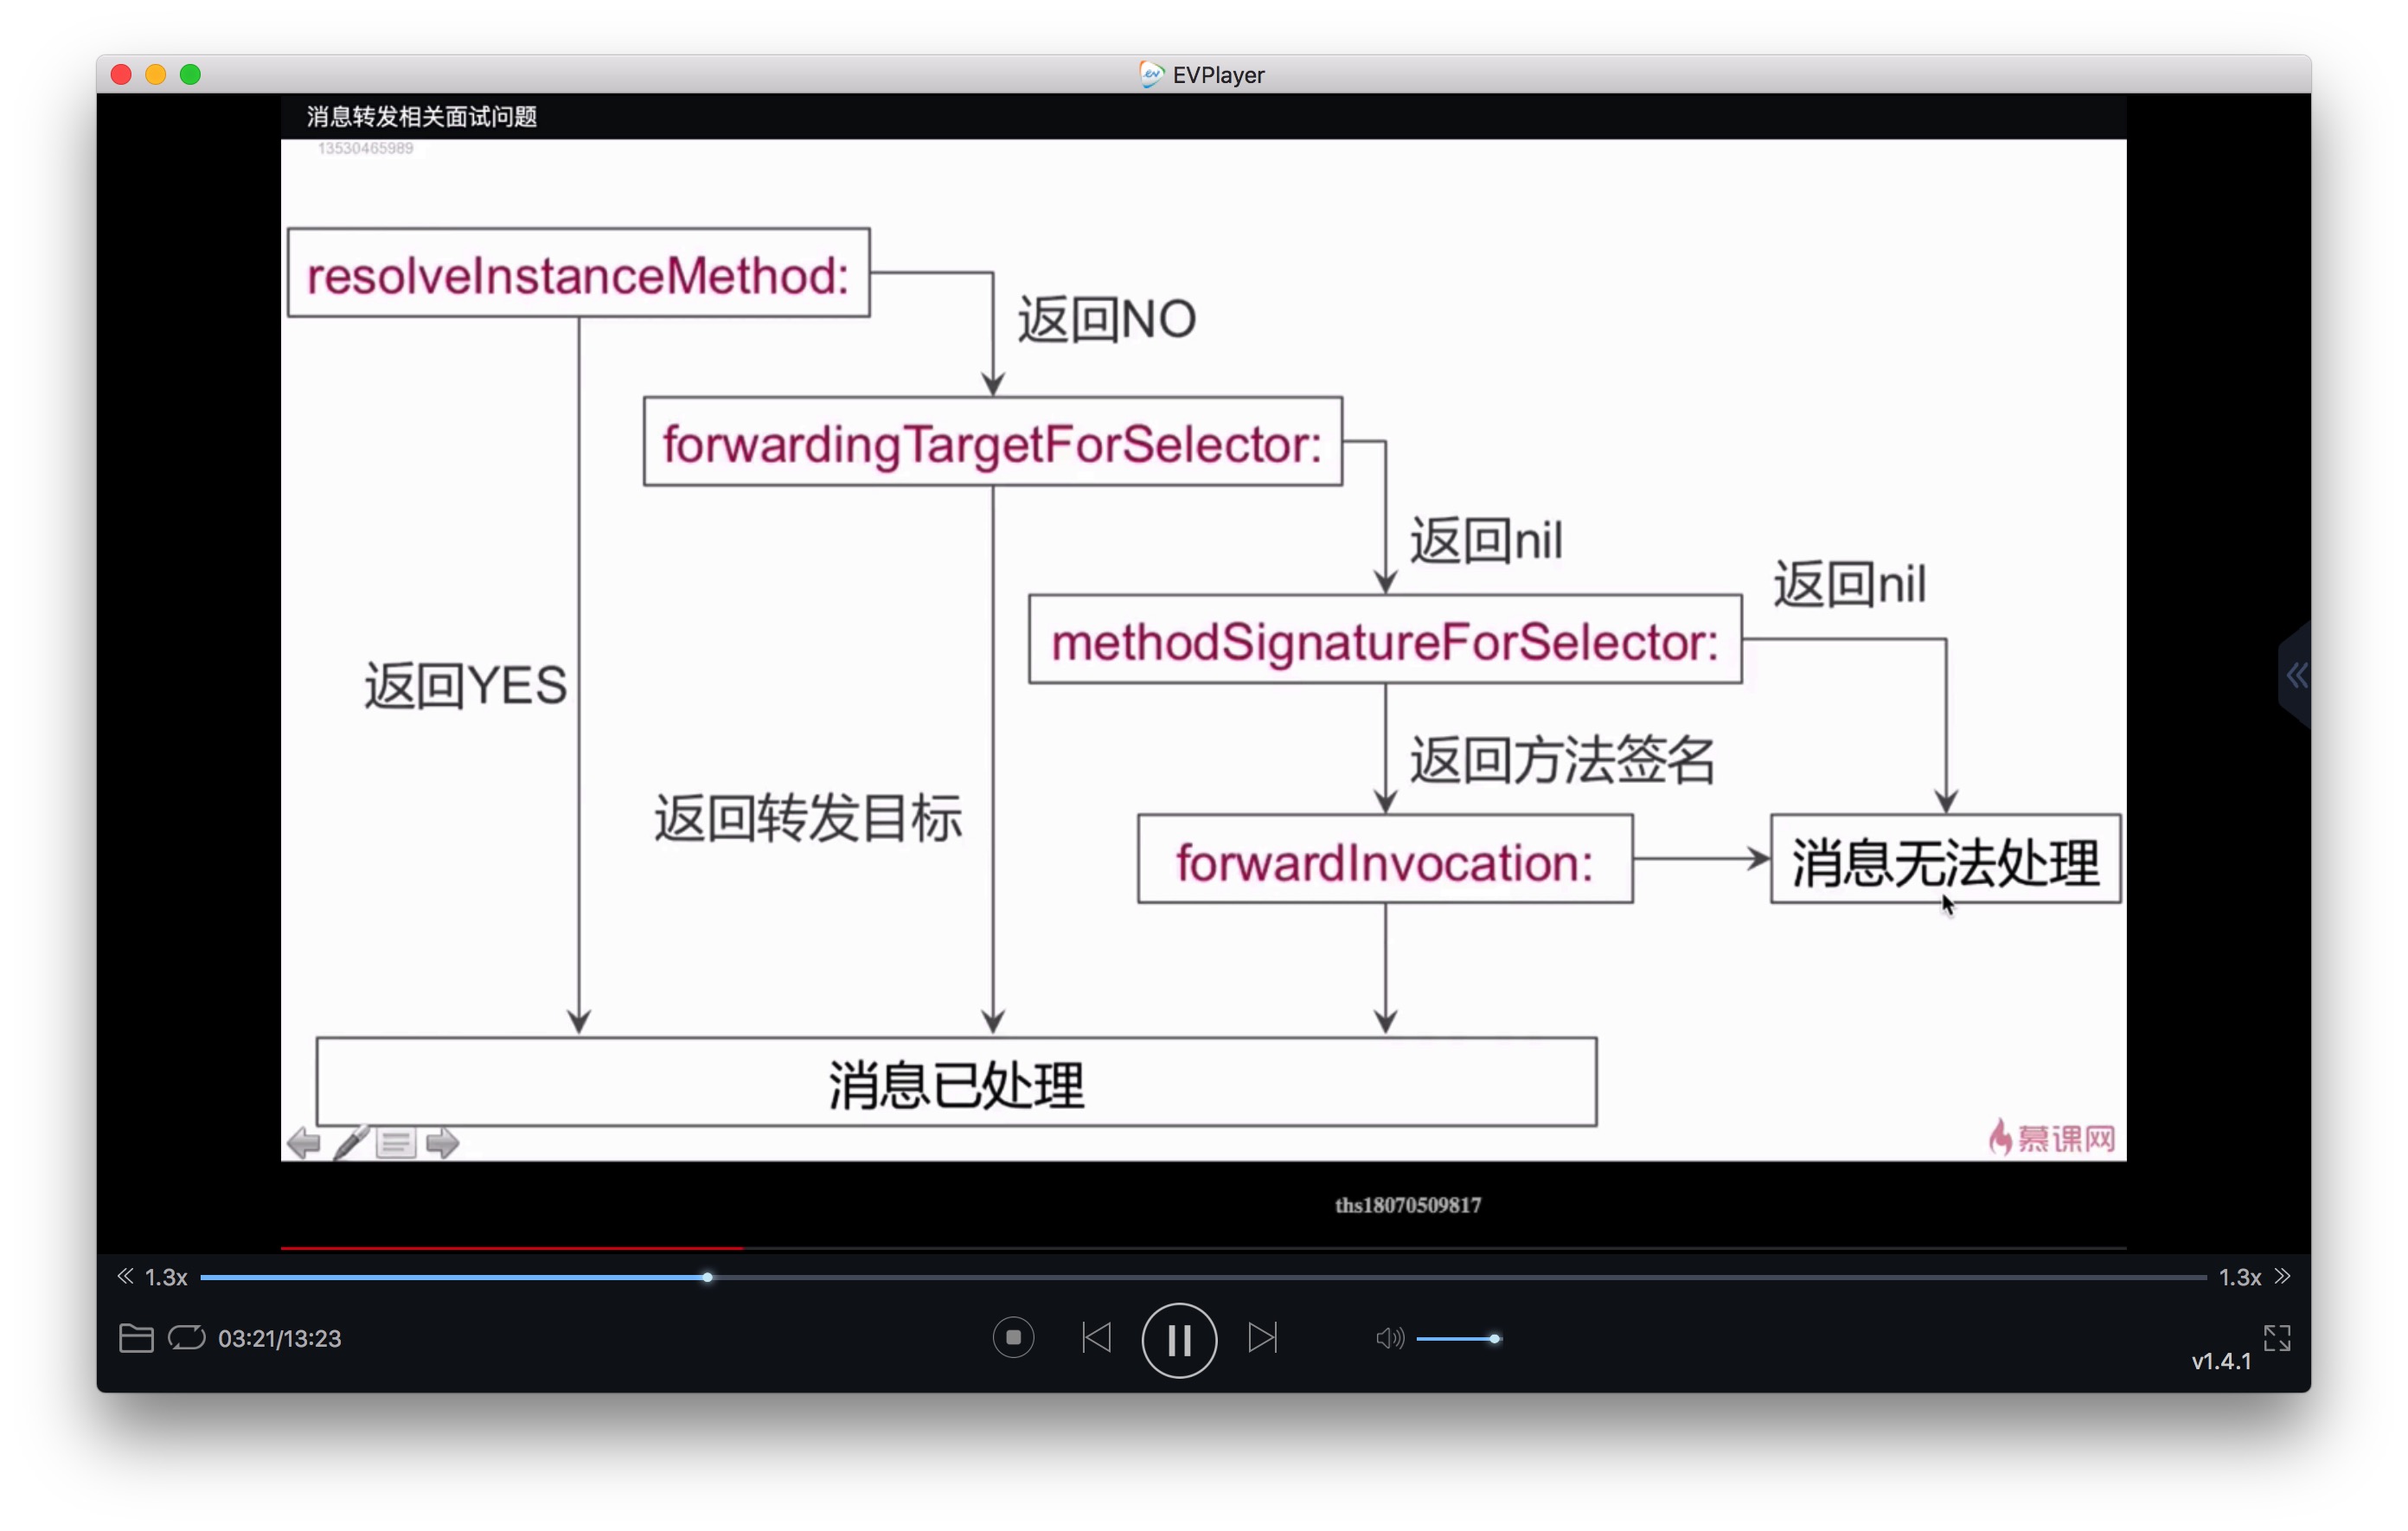 EVPlayer
消息转发相关面试问题
13530465989
resolveInstanceMethod:
返回NO
forwardingTargetForSelector:
返回nil
返回nil
methodSignatureForSelector:
返回YES
返回方法签名
返回转发目标
forwardInvocation:
消息无法处理
消息已处理
慕课网
ths18070509817
1.3x
1.3x
03:21/13:23
v1.4.1